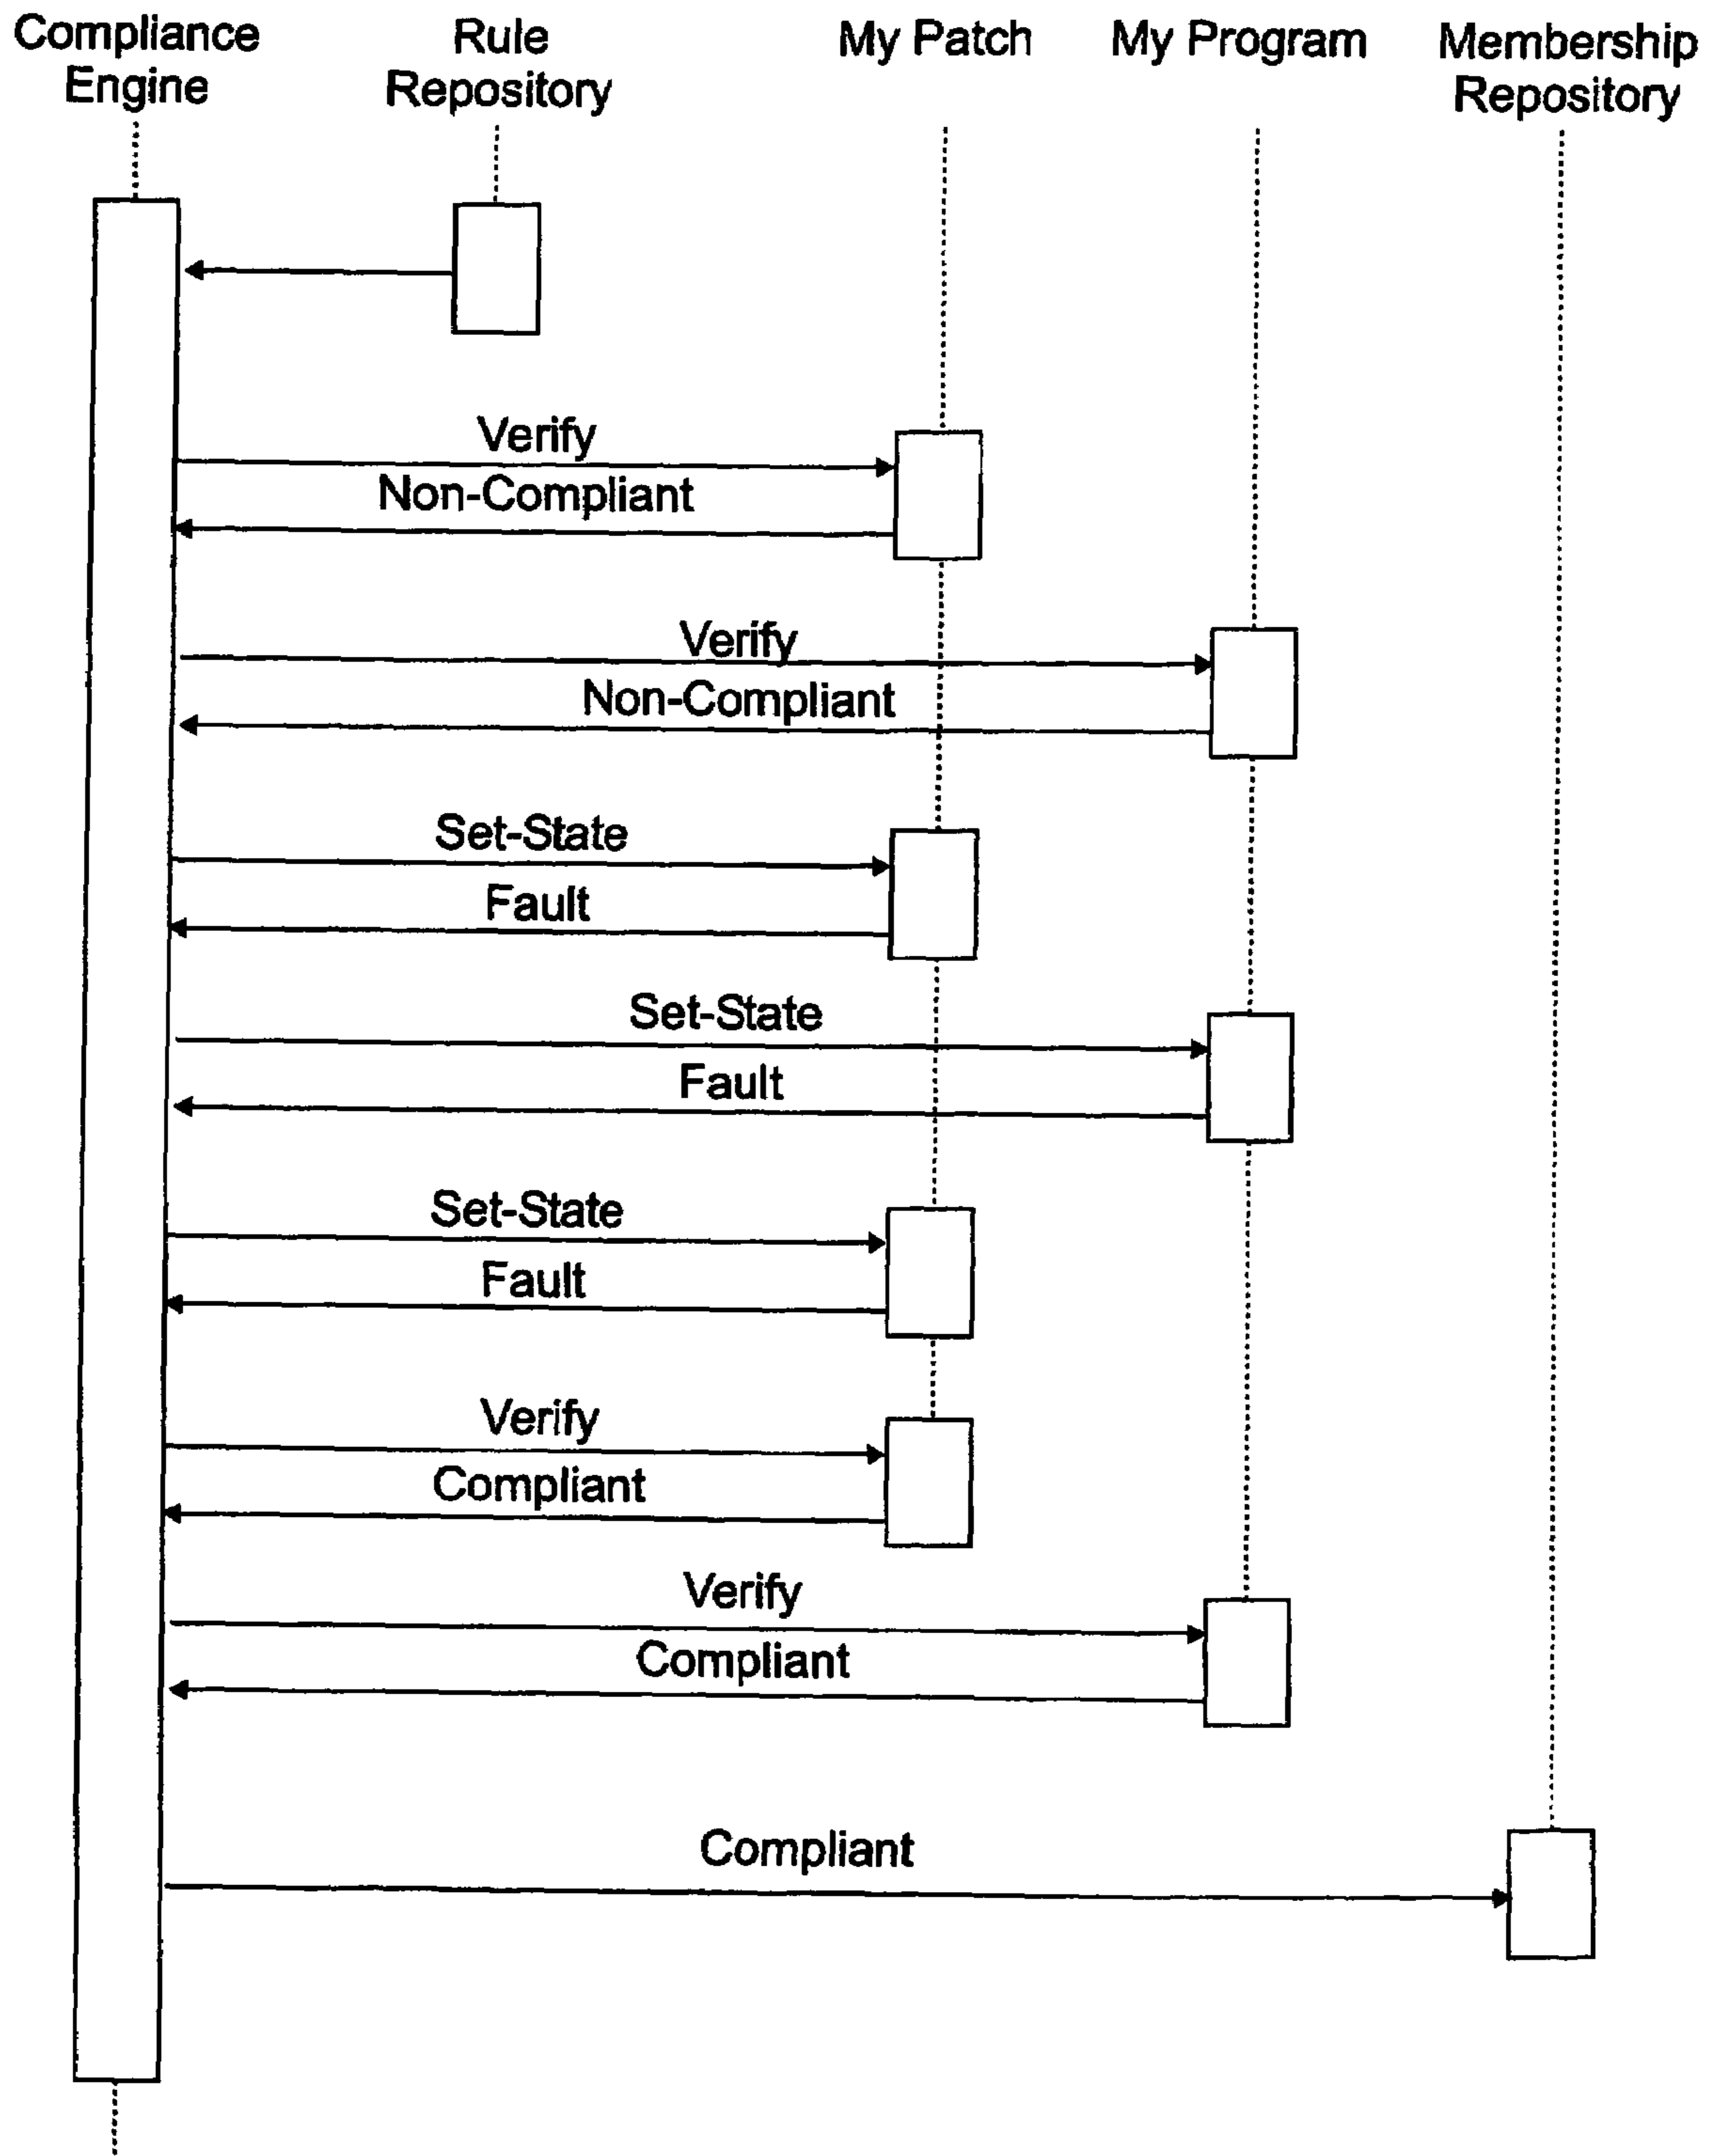 Compliance
Engine
Rule
Repository
My Patch
My Program
Membership
Repository
Verify
Non-Compliant
Verify
Non-Compliant
Set-State
Fault
Set-State
Fault
Set-State
Fault
Verify
Compliant
Verify
Compliant
Compliant